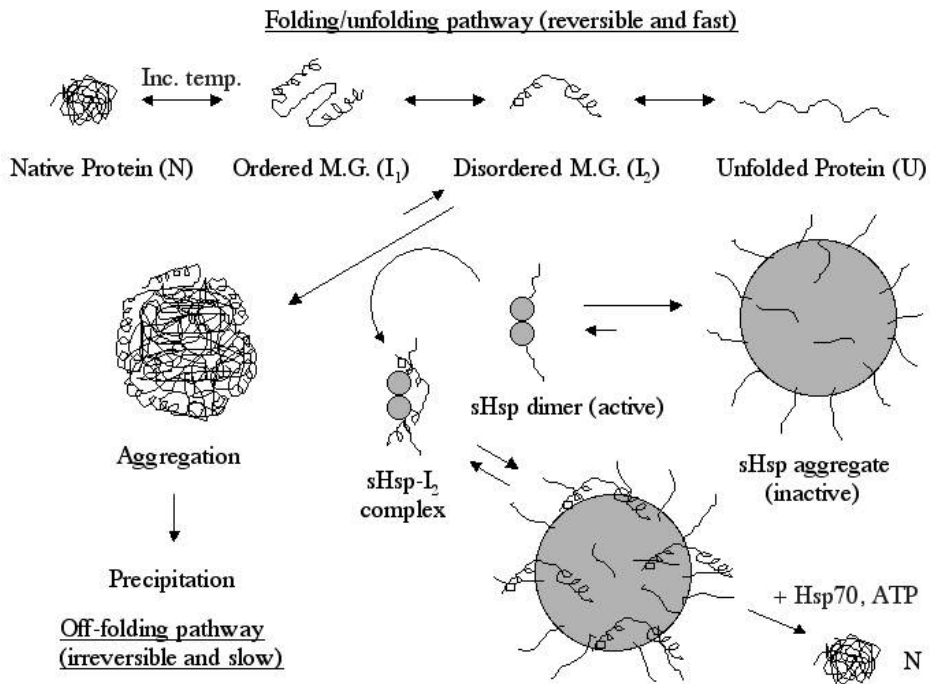 Folding/unfolding pathway (reversible and fast)
Inc. temp.
Native Protein (N)
Ordered M.G. (I₁)
Disordered M.G. (I₂)
Unfolded Protein (U)
Aggregation
Precipitation
Off-folding pathway
(irreversible and slow)
sHsp-I₂
complex
sHsp dimer (active)
sHsp aggregate
(inactive)
+ Hsp70, ATP
N